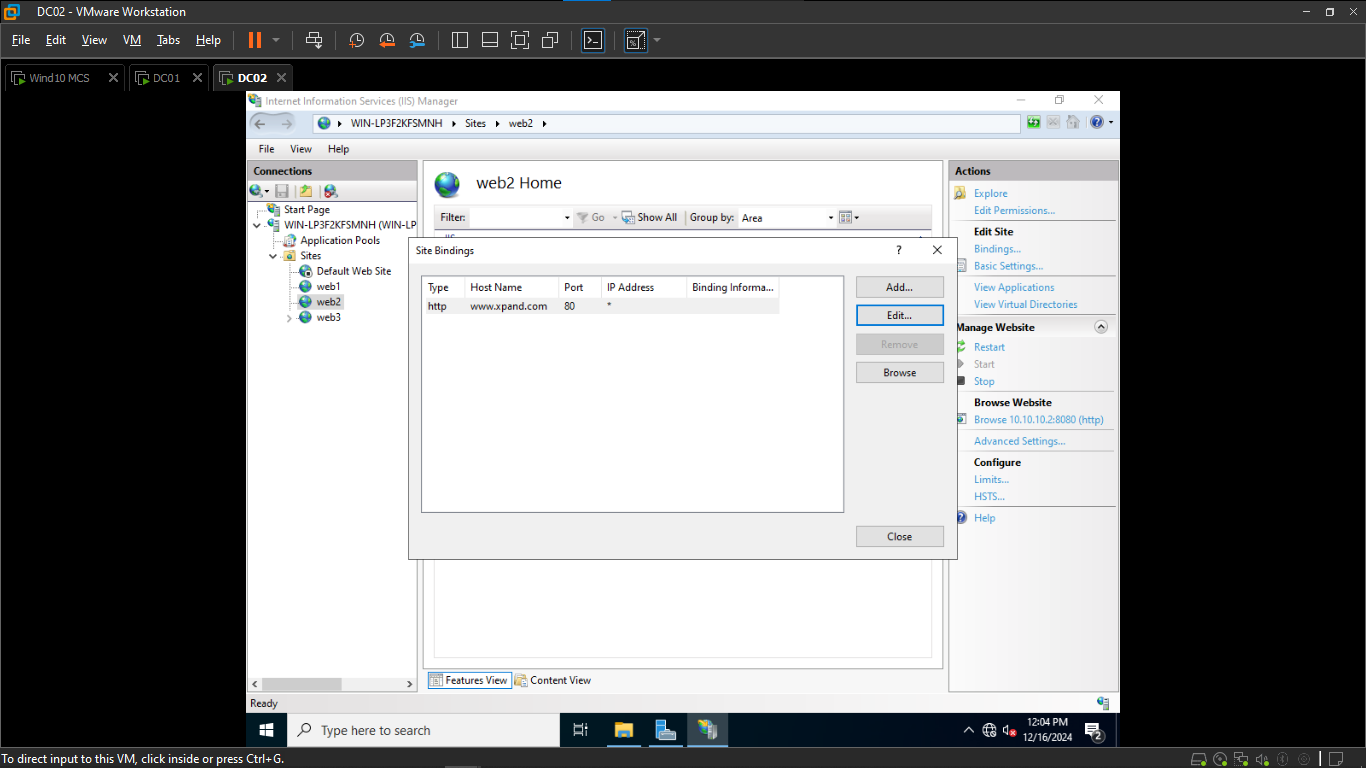 DC02 - VMware Workstation
File Edit View VM Tabs Help
Wind10 MCS DC01 DC02
Internet Information Services (IIS) Manager
WIN-LP3F2KFSMNH Sites web2
File View Help
Connections
Start Page
WIN-LP3F2KFSMNH (WIN-LP
Application Pools
Sites
Default Web Site
web1
web2
web3
web2 Home
Filter: Go Show All Group by: Area
Site Bindings
Type Host Name Port IP Address Binding Informa...
http www.xpand.com 80 *
Add...
Edit...
Remove
Browse
Close
Features View Content View
Actions
Explore
Edit Permissions...
Edit Site
Bindings...
Basic Settings...
View Applications
View Virtual Directories
Manage Website
Restart
Start
Stop
Browse Website
Browse 10.10.10.2:8080 (http)
Advanced Settings...
Configure
Limits...
HSTS...
Help
Ready
Type here to search
12:04 PM
12/16/2024
2
To direct input to this VM, click inside or press Ctrl+G.